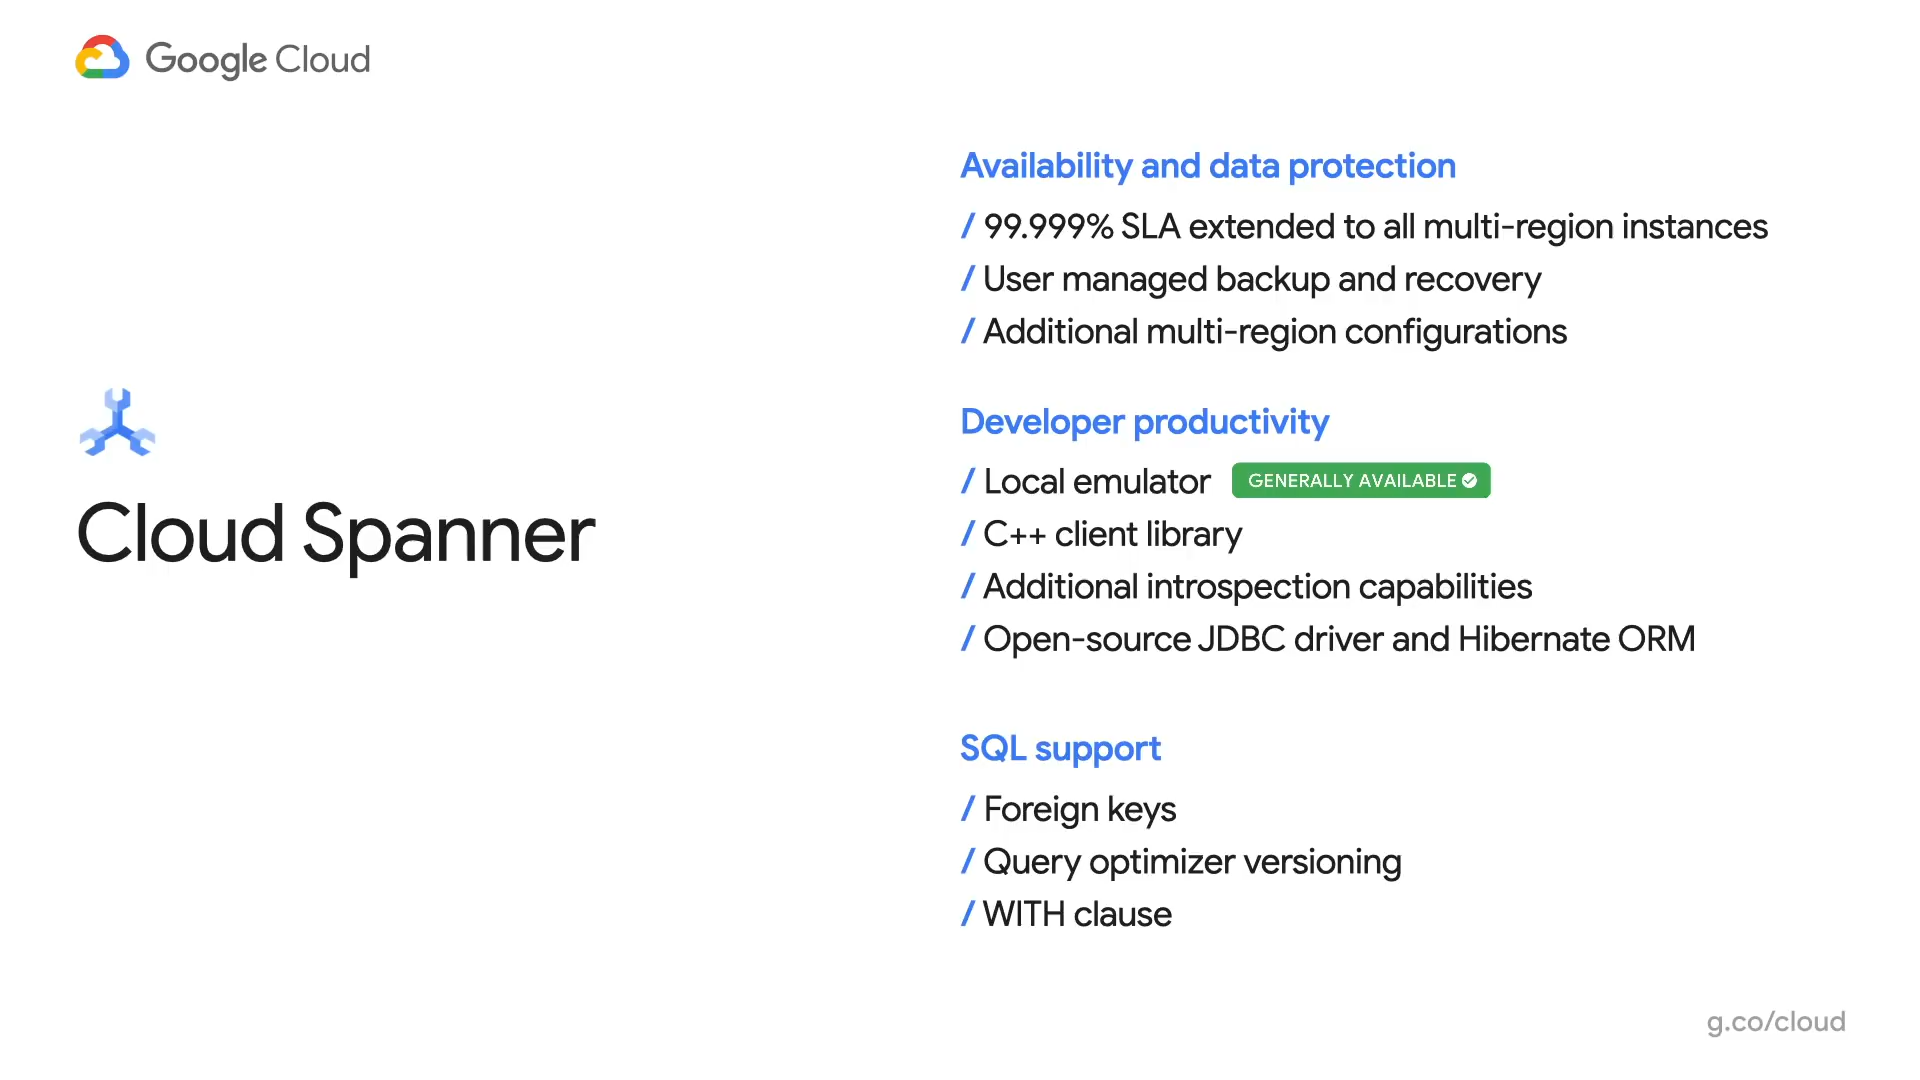 Google Cloud
Cloud Spanner
Availability and data protection
/ 99.999% SLA extended to all multi-region instances
/ User managed backup and recovery
/ Additional multi-region configurations
Developer productivity
/ Local emulator GENERALLY AVAILABLE
/ C++ client library
/ Additional introspection capabilities
/ Open-source JDBC driver and Hibernate ORM
SQL support
/ Foreign keys
/ Query optimizer versioning
/ WITH clause
g.co/cloud